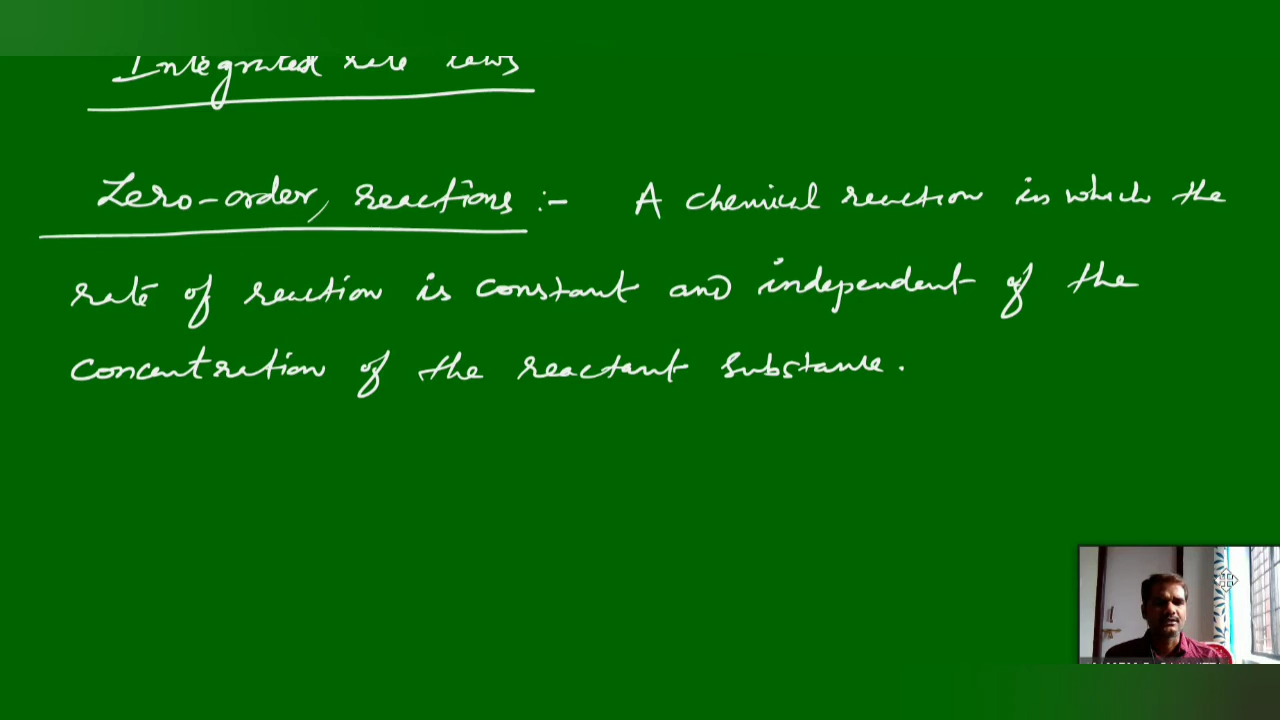 Integrated rate laws
Zero-order, reactions :- A chemical reaction in which the
rate of reaction is constant and independent of the
concentration of the reactant substance.